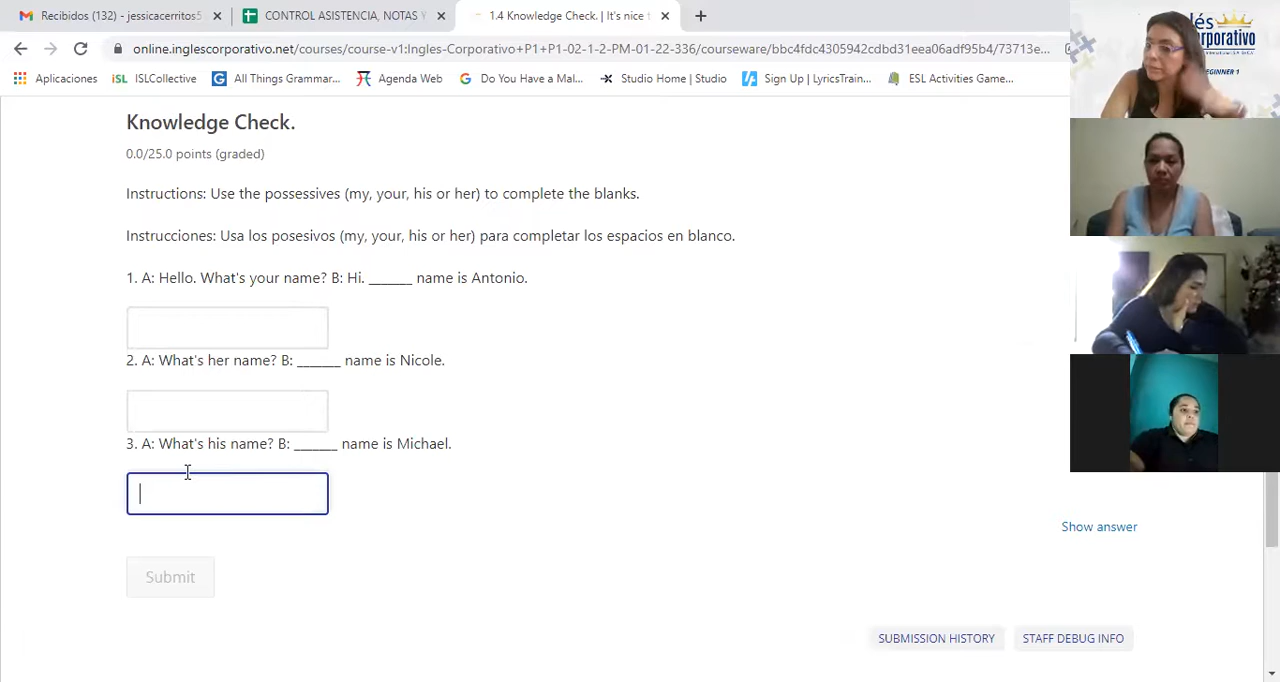 Recibidos (132) - jessicacerritos5
CONTROL ASISTENCIA, NOTAS Y
1.4 Knowledge Check. | It's nice t
online.inglescorporativo.net/courses/course-v1:Ingles-Corporativo+P1+P1-02-1-2-PM-01-22-336/courseware/bbc4fdc4305942cdbd31eea06adf95b4/73713e...
Aplicaciones
iSL ISLCollective
All Things Grammar...
Agenda Web
Do You Have a Mal...
Studio Home | Studio
Sign Up | LyricsTrain...
ESL Activities Game...
Knowledge Check.
0.0/25.0 points (graded)
Instructions: Use the possessives (my, your, his or her) to complete the blanks.
Instrucciones: Usa los posesivos (my, your, his or her) para completar los espacios en blanco.
1. A: Hello. What's your name? B: Hi. ______ name is Antonio.
2. A: What's her name? B: ______ name is Nicole.
3. A: What's his name? B: ______ name is Michael.
Show answer
Submit
SUBMISSION HISTORY
STAFF DEBUG INFO